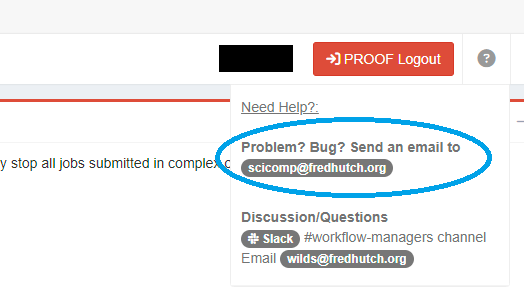 PROOF Logout
?
Need Help?:
Problem? Bug? Send an email to
scicomp@fredhutch.org
y stop all jobs submitted in complex
Discussion/Questions
Slack #workflow-managers channel
Email wilds@fredhutch.org